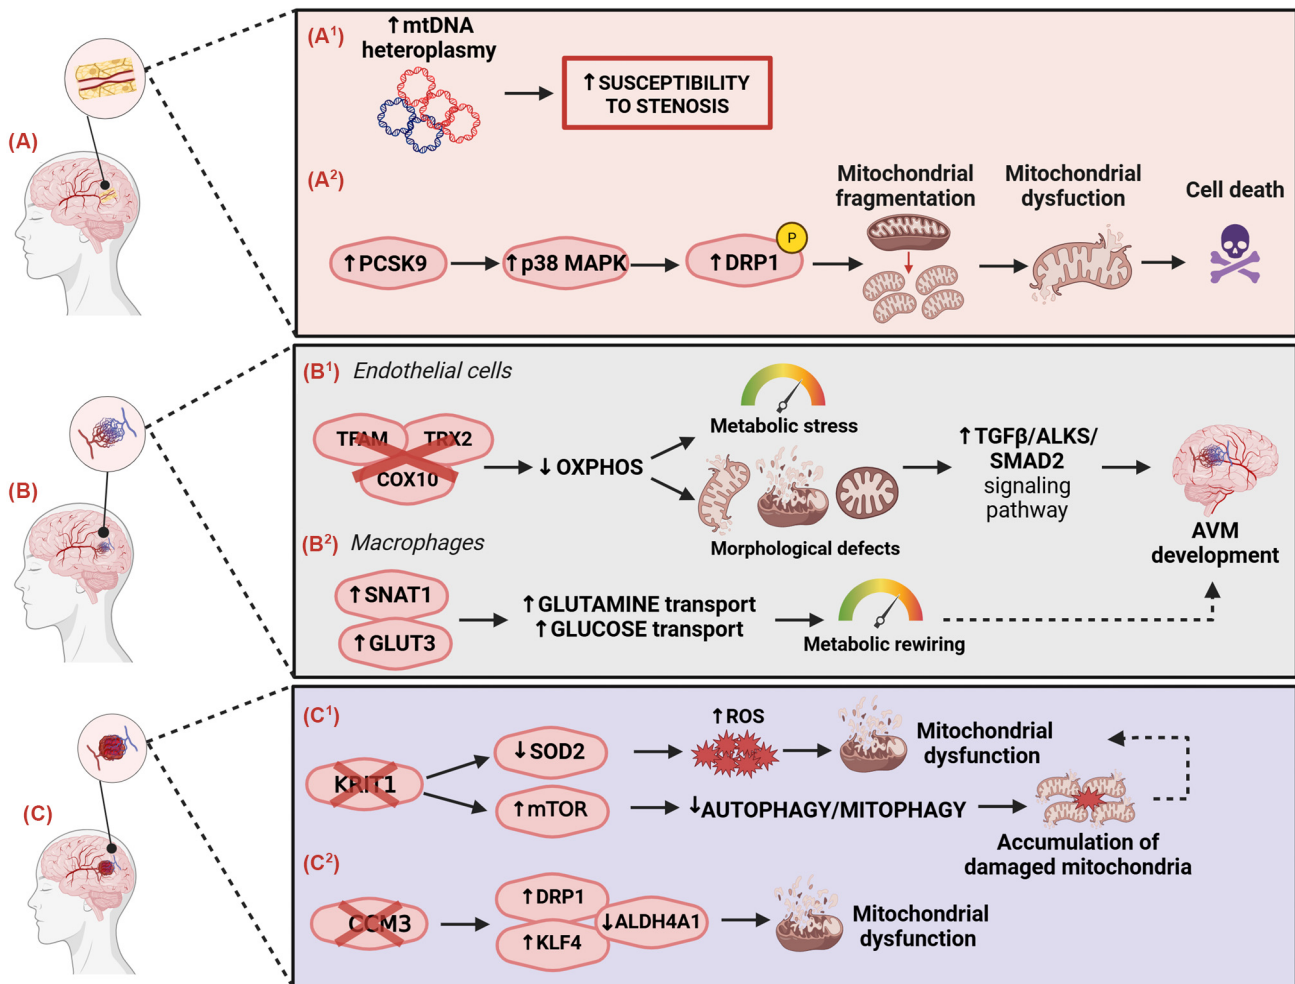 (A)
(A¹)
↑mtDNA
heteroplasmy
↑SUSCEPTIBILITY
TO STENOSIS
(A²)
↑PCSK9
↑p38 MAPK
↑DRP1
P
Mitochondrial
fragmentation
Mitochondrial
dysfuction
Cell death
(B)
(B¹) Endothelial cells
TFAM
TRX2
COX10
↓OXPHOS
Metabolic stress
Morphological defects
↑TGFβ/ALKS/
SMAD2
signaling
pathway
AVM
development
(B²) Macrophages
↑SNAT1
↑GLUT3
↑GLUTAMINE transport
↑GLUCOSE transport
Metabolic rewiring
(C)
(C¹)
KRIT1
↓SOD2
↑ROS
Mitochondrial
dysfunction
↑mTOR
↓AUTOPHAGY/MITOPHAGY
Accumulation of
damaged mitochondria
(C²)
CCM3
↑DRP1
↑KLF4
↓ALDH4A1
Mitochondrial
dysfunction